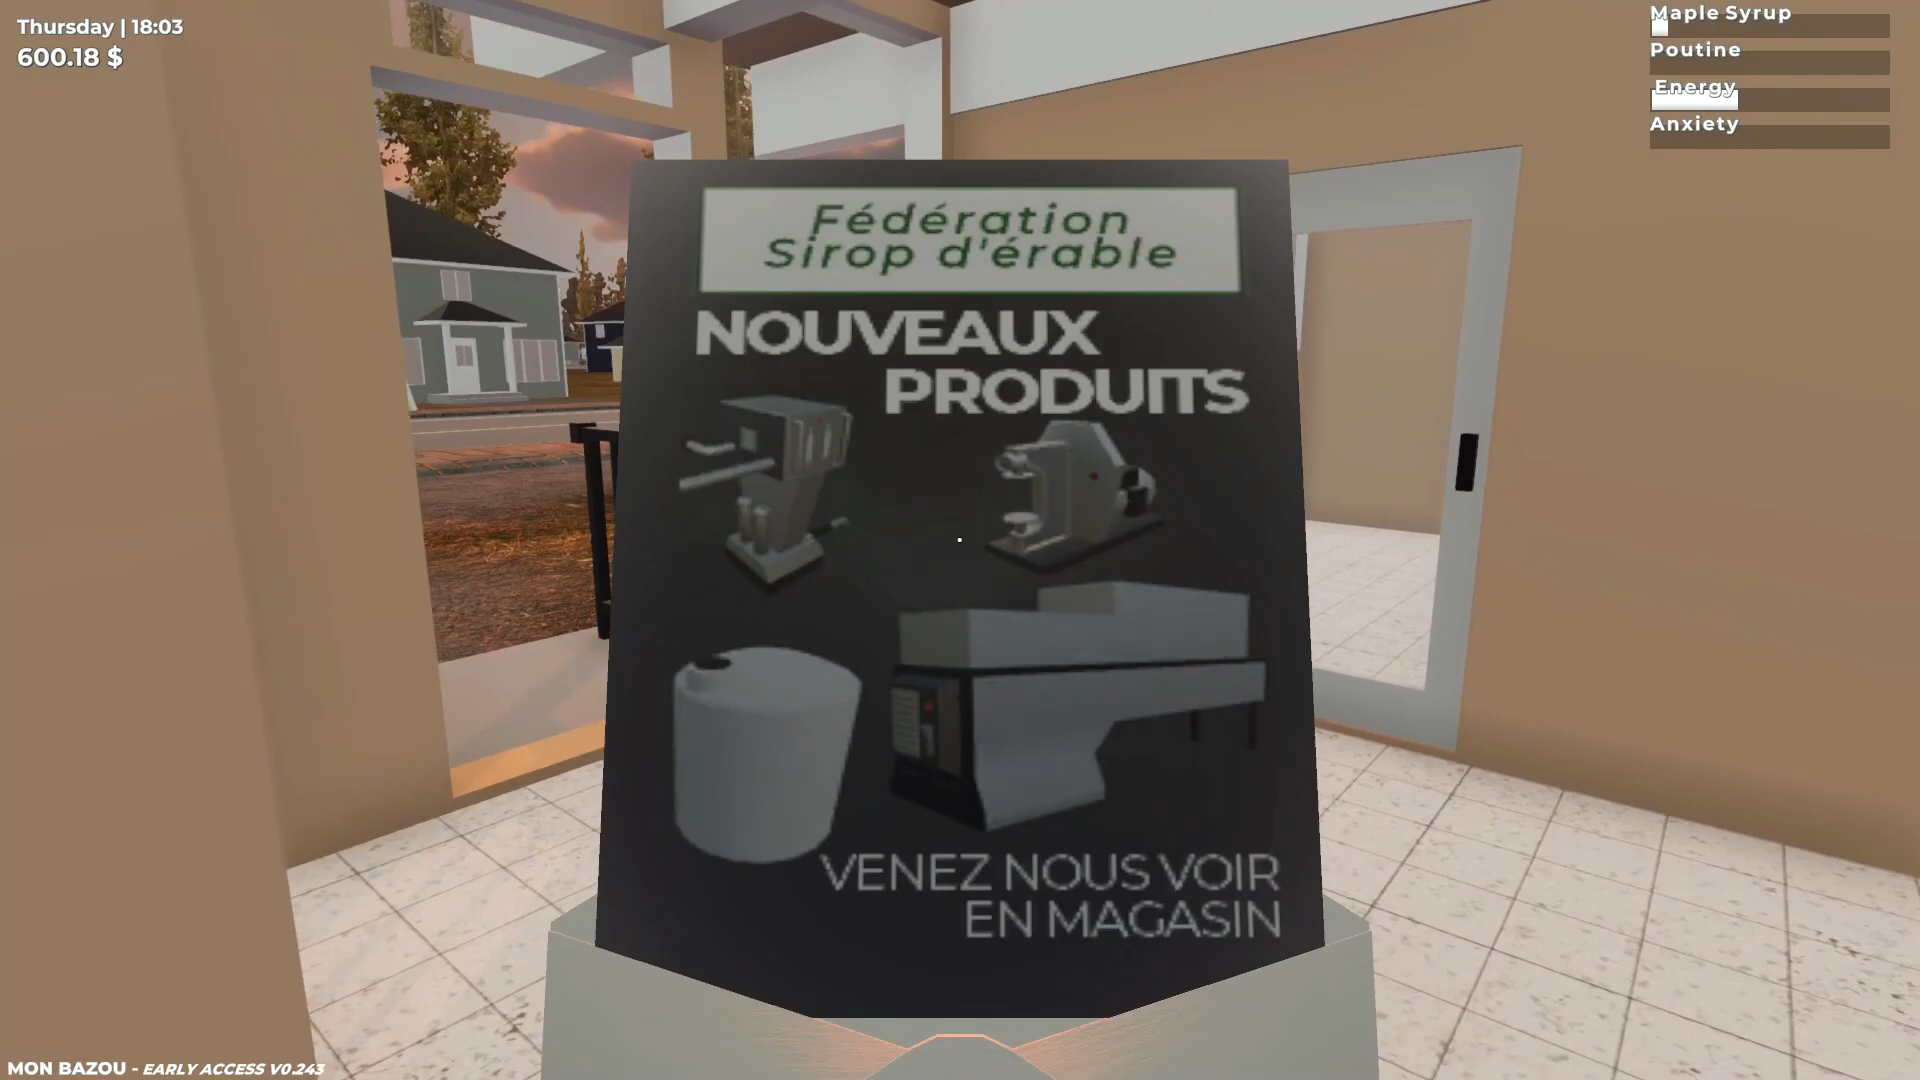 Thursday | 18:03
600.18 $
Maple Syrup
Poutine
Energy
Anxiety
Fédération
Sirop d'érable
NOUVEAUX
PRODUITS
VENEZ NOUS VOIR
EN MAGASIN
MON BAZOU - EARLY ACCESS V0.243